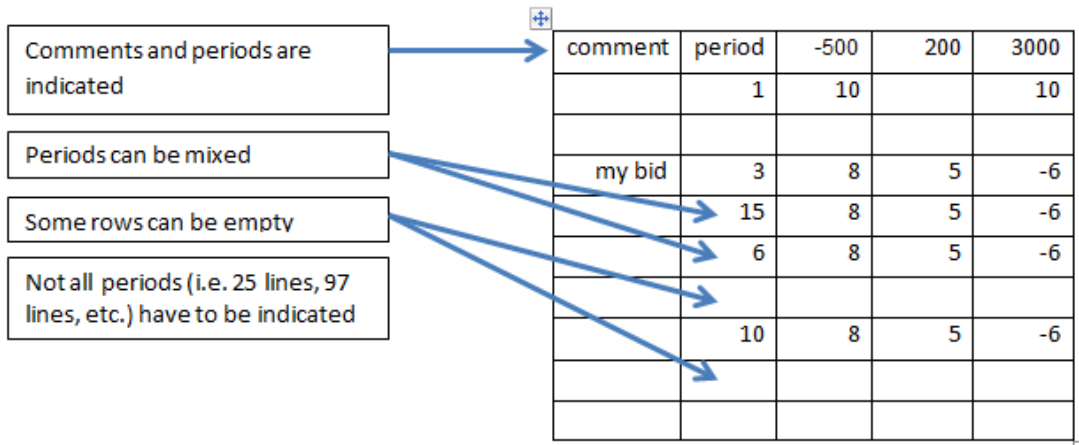 Comments and periods are
indicated
Periods can be mixed
Some rows can be empty
Not all periods (i.e. 25 lines, 97
lines, etc.) have to be indicated
comment period -500 200 3000
1 10 10
my bid 3 8 5 -6
15 8 5 -6
6 8 5 -6
10 8 5 -6